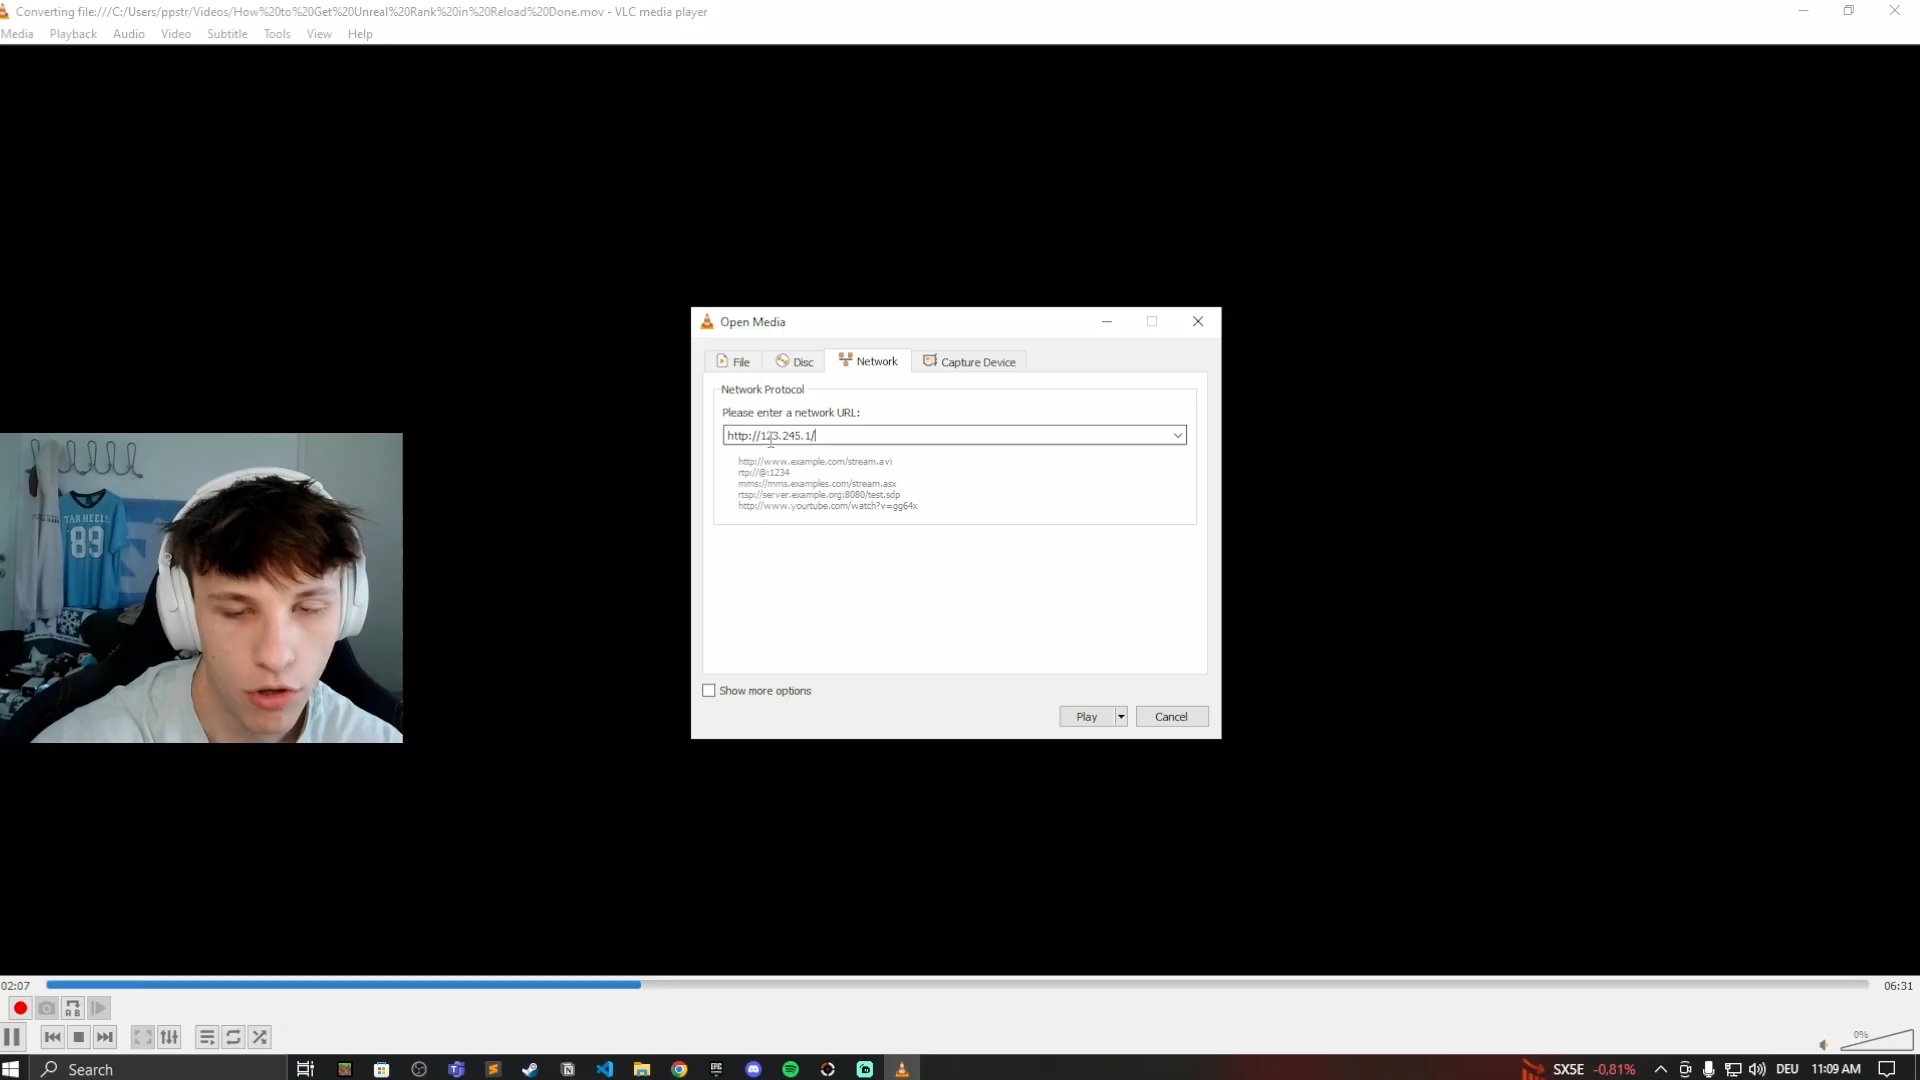 Converting file:///C:/Users/ppstr/Videos/How%20to%20Get%20Unreal%20Rank%20in%20Reload%20Done.mov - VLC media player
Media Playback Audio Video Subtitle Tools View Help
Open Media
File Disc Network Capture Device
Network Protocol
Please enter a network URL:
http://123.245.1/
http://www.example.com/stream.avi
rtp://@:1234
mms://mms.examples.com/stream.asx
rtsp://server.example.org:8080/test.sdp
http://www.yourtube.com/watch?v=gg64x
TAR HEELS
89
Show more options
Play Cancel
02:07 06:31
A B
0%
Search EPIC SX5E -0,81% DEU 11:09 AM